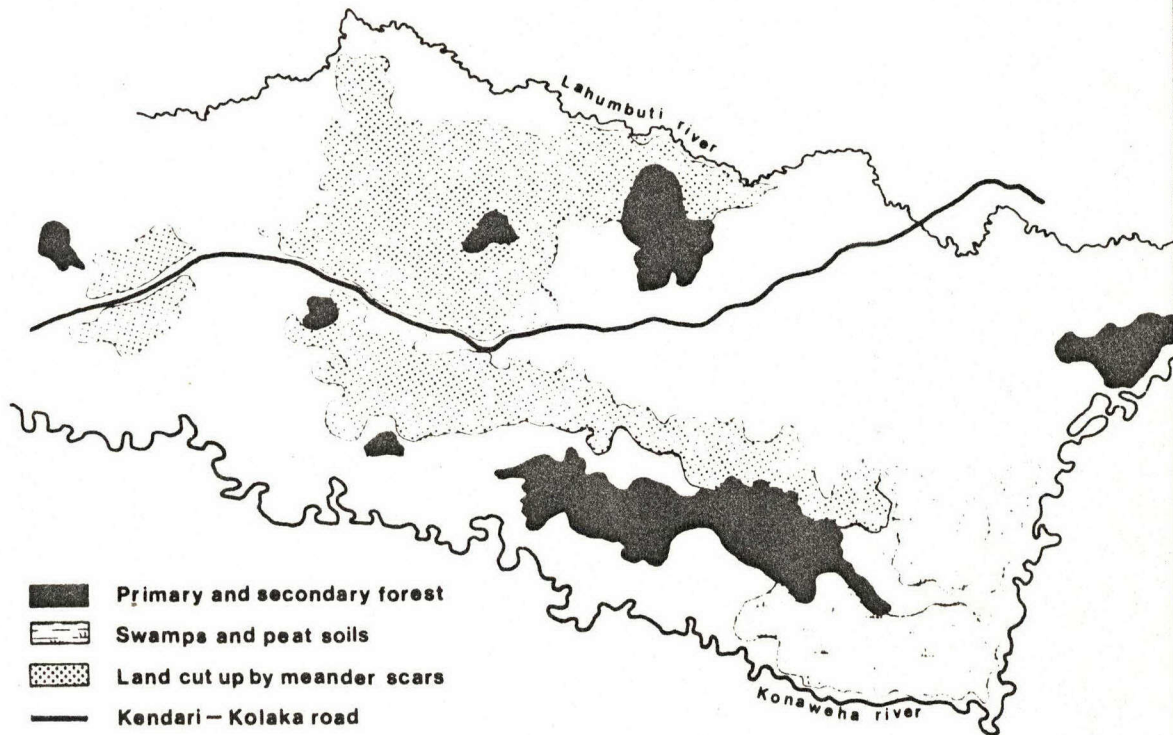 Lahumbuti river
Primary and secondary forest
Swamps and peat soils
Land cut up by meander scars
Kendari – Kolaka road
Konaweha river